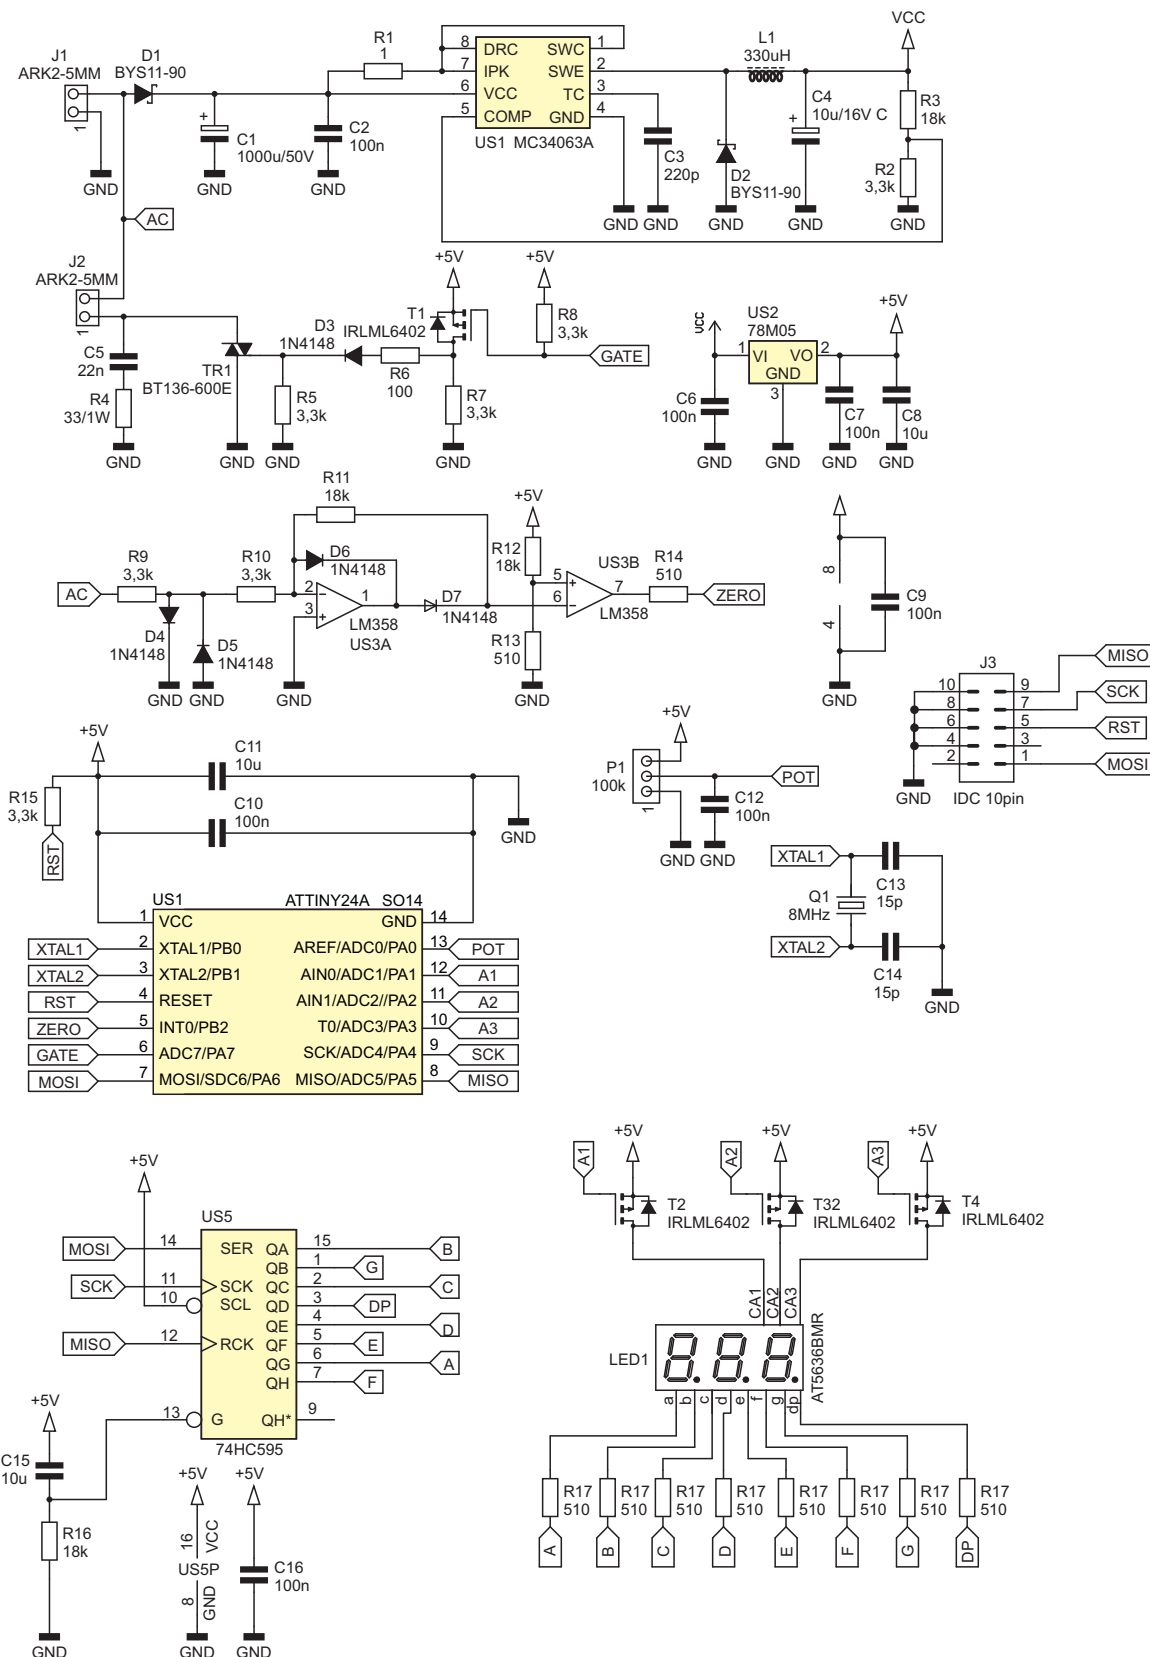 J1
ARK2-5MM
1
GND
D1
BYS11-90
+
C1
1000u/50V
GND
C2
100n
GND
R1
1
8 DRC SWC 1
7 IPK SWE 2
6 VCC TC 3
5 COMP GND 4
US1 MC34063A
C3
220p
GND
GND
L1
330uH
VCC
D2
BYS11-90
GND
+
C4
10u/16V C
GND
R3
18k
R2
3,3k
GND
AC
J2
ARK2-5MM
1
C5
22n
R4
33/1W
GND
TR1
BT136-600E
GND
D3
1N4148
R5
3,3k
GND
R6
100
+5V
T1
IRLML6402
R7
3,3k
GND
+5V
R8
3,3k
GATE
VCC
US2
78M05
1 VI VO 2
GND
3
+5V
C6
100n
GND
GND
C7
100n
GND
C8
10u
GND
AC
R9
3,3k
R10
3,3k
R11
18k
D4
1N4148
GND
D5
1N4148
GND
D6
1N4148
2
3
1
−
+
LM358
US3A
GND
D7
1N4148
+5V
R12
18k
R13
510
GND
US3B
5
6
7
+
−
LM358
R14
510
ZERO
8
4
C9
100n
GND
J3
10 9
8 7
6 5
4 3
2 1
IDC 10pin
GND
MISO
SCK
RST
MOSI
+5V
R15
3,3k
RST
C11
10u
C10
100n
GND
+5V
P1
100k
1
POT
C12
100n
GND
GND
XTAL1
XTAL2
Q1
8MHz
C13
15p
C14
15p
GND
US1 ATTINY24A SO14
1 VCC GND 14
XTAL1 2 XTAL1/PB0 AREF/ADC0/PA0 13 POT
XTAL2 3 XTAL2/PB1 AIN0/ADC1/PA1 12 A1
RST 4 RESET AIN1/ADC2//PA2 11 A2
ZERO 5 INT0/PB2 T0/ADC3/PA3 10 A3
GATE 6 ADC7/PA7 SCK/ADC4/PA4 9 SCK
MOSI 7 MOSI/SDC6/PA6 MISO/ADC5/PA5 8 MISO
+5V
US5
MOSI 14 SER QA 15 B
QB 1 G
SCK 11 SCK QC 2 C
10 SCL QD 3 DP
QE 4 D
MISO 12 RCK QF 5 E
QG 6 A
QH 7 F
13 G QH* 9
74HC595
+5V
C15
10u
R16
18k
GND
+5V
16
VCC
US5P
8
GND
GND
+5V
C16
100n
GND
A1
+5V
T2
IRLML6402
A2
+5V
T32
IRLML6402
A3
+5V
T4
IRLML6402
CA1
CA2
CA3
LED1
8.8.8.
AT5636BMR
a b c d e f g dp
R17
510
R17
510
R17
510
R17
510
R17
510
R17
510
R17
510
R17
510
A B C D E F G DP